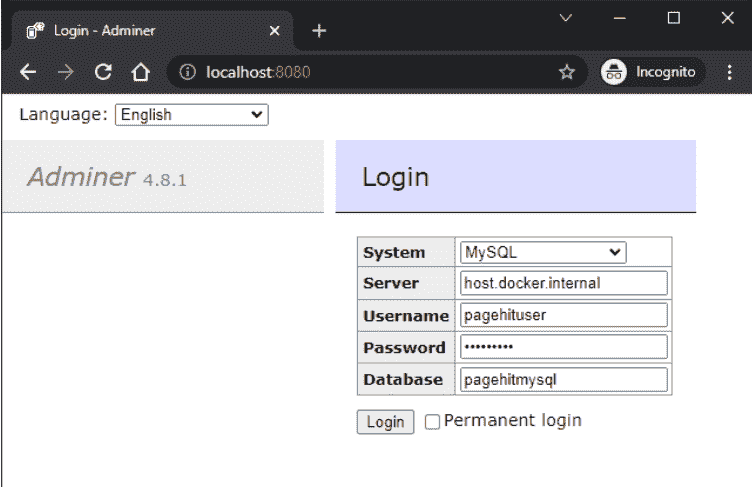 Login - Adminer
localhost:8080
Incognito
Language: English
Adminer 4.8.1
Login
System MySQL
Server host.docker.internal
Username pagehituser
Password •••••••••
Database pagehitmysql
Login Permanent login